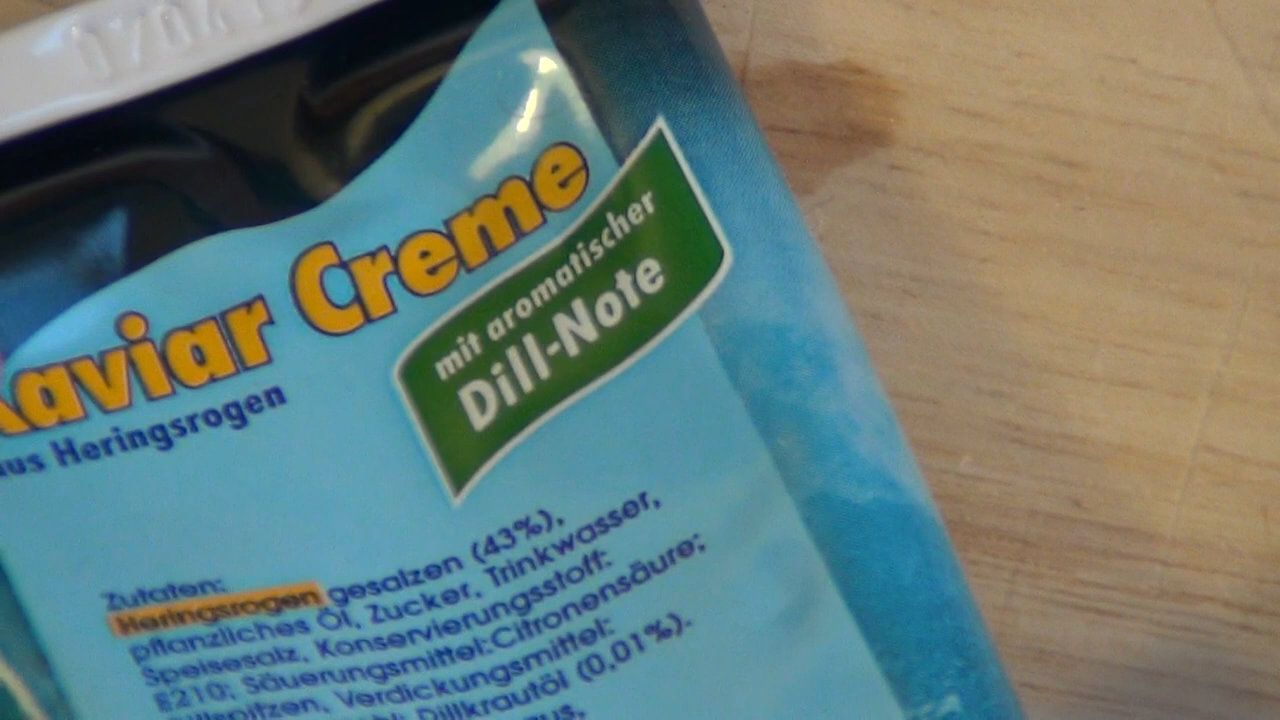 Kaviar Creme
aus Heringsrogen
mit aromatischer
Dill-Note
Zutaten:
Heringsrogen gesalzen (43%),
pflanzliches Öl, Zucker, Trinkwasser,
Speisesalz, Konservierungsstoff:
E210; Säuerungsmittel:Citronensäure;
Dillspitzen, Verdickungsmittel:
Dillkrautöl (0,01%).